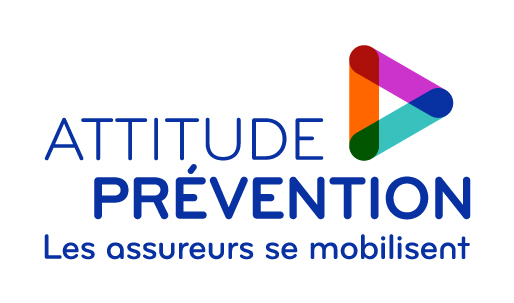 ATTITUDE
PRÉVENTION
Les assureurs se mobilisent